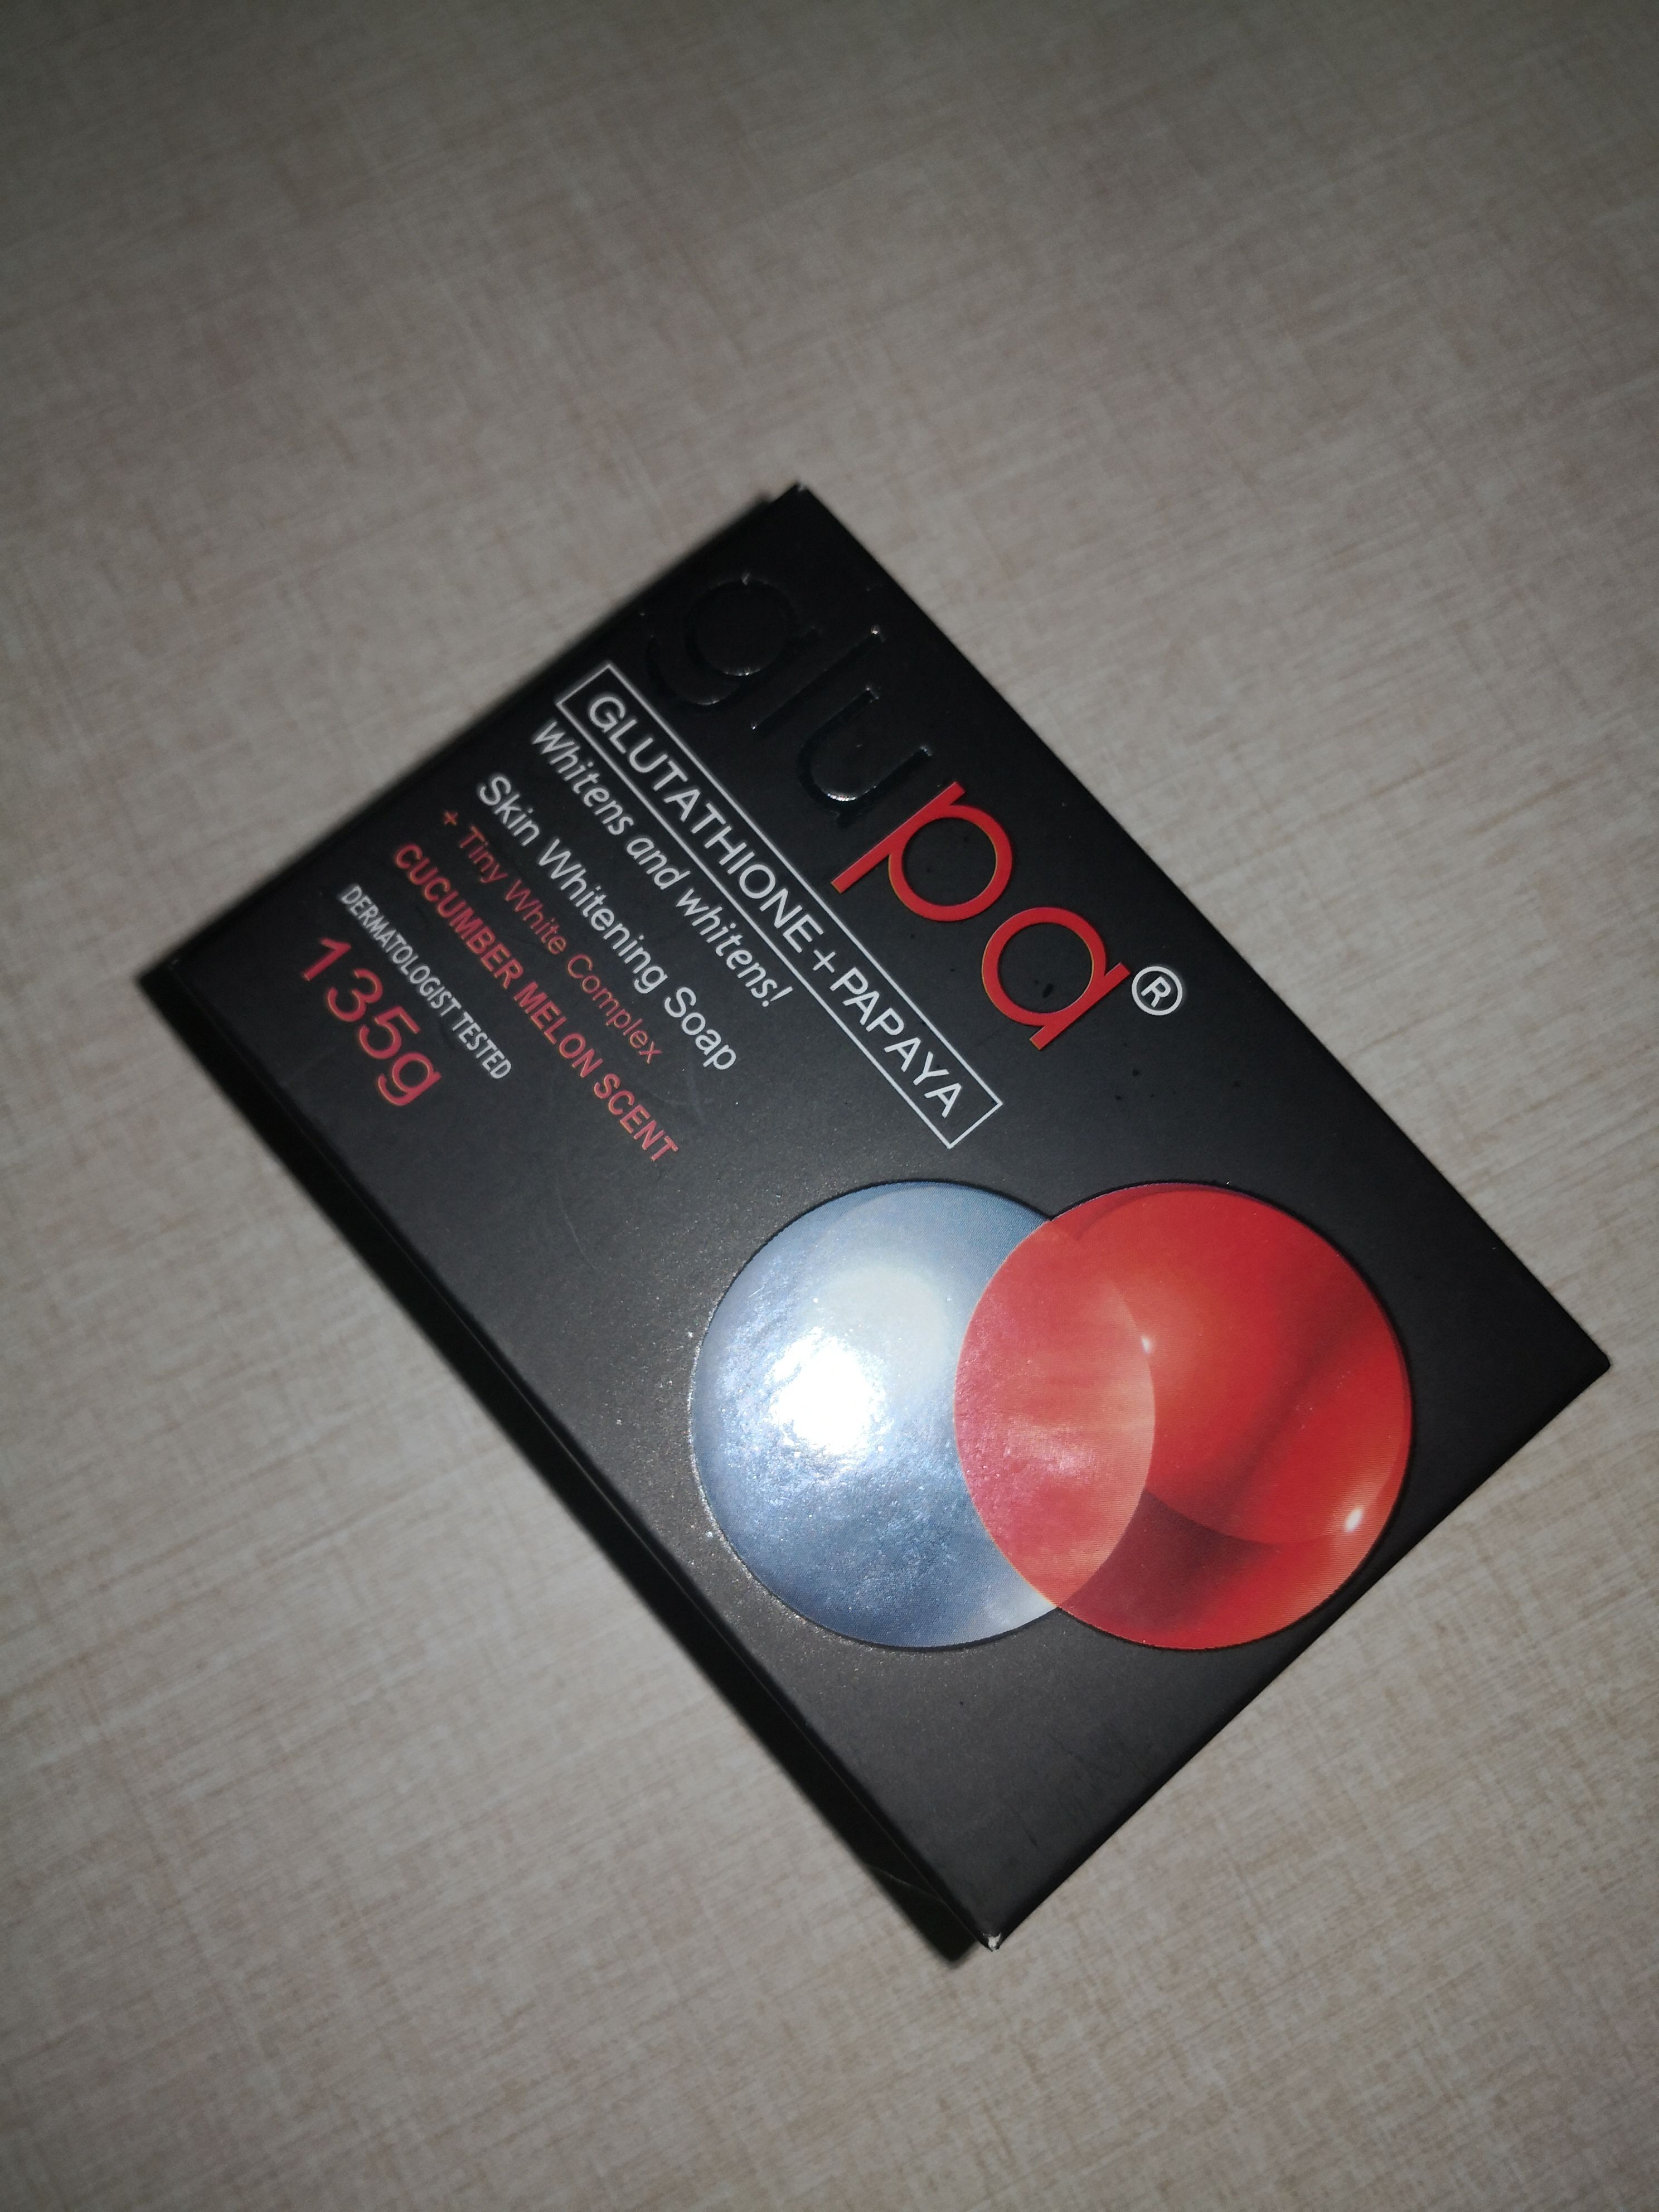 glupa®
GLUTATHIONE+PAPAYA
Whitens and whitens!
Skin Whitening Soap
+ Tiny White Complex
CUCUMBER MELON SCENT
DERMATOLOGIST TESTED
135g